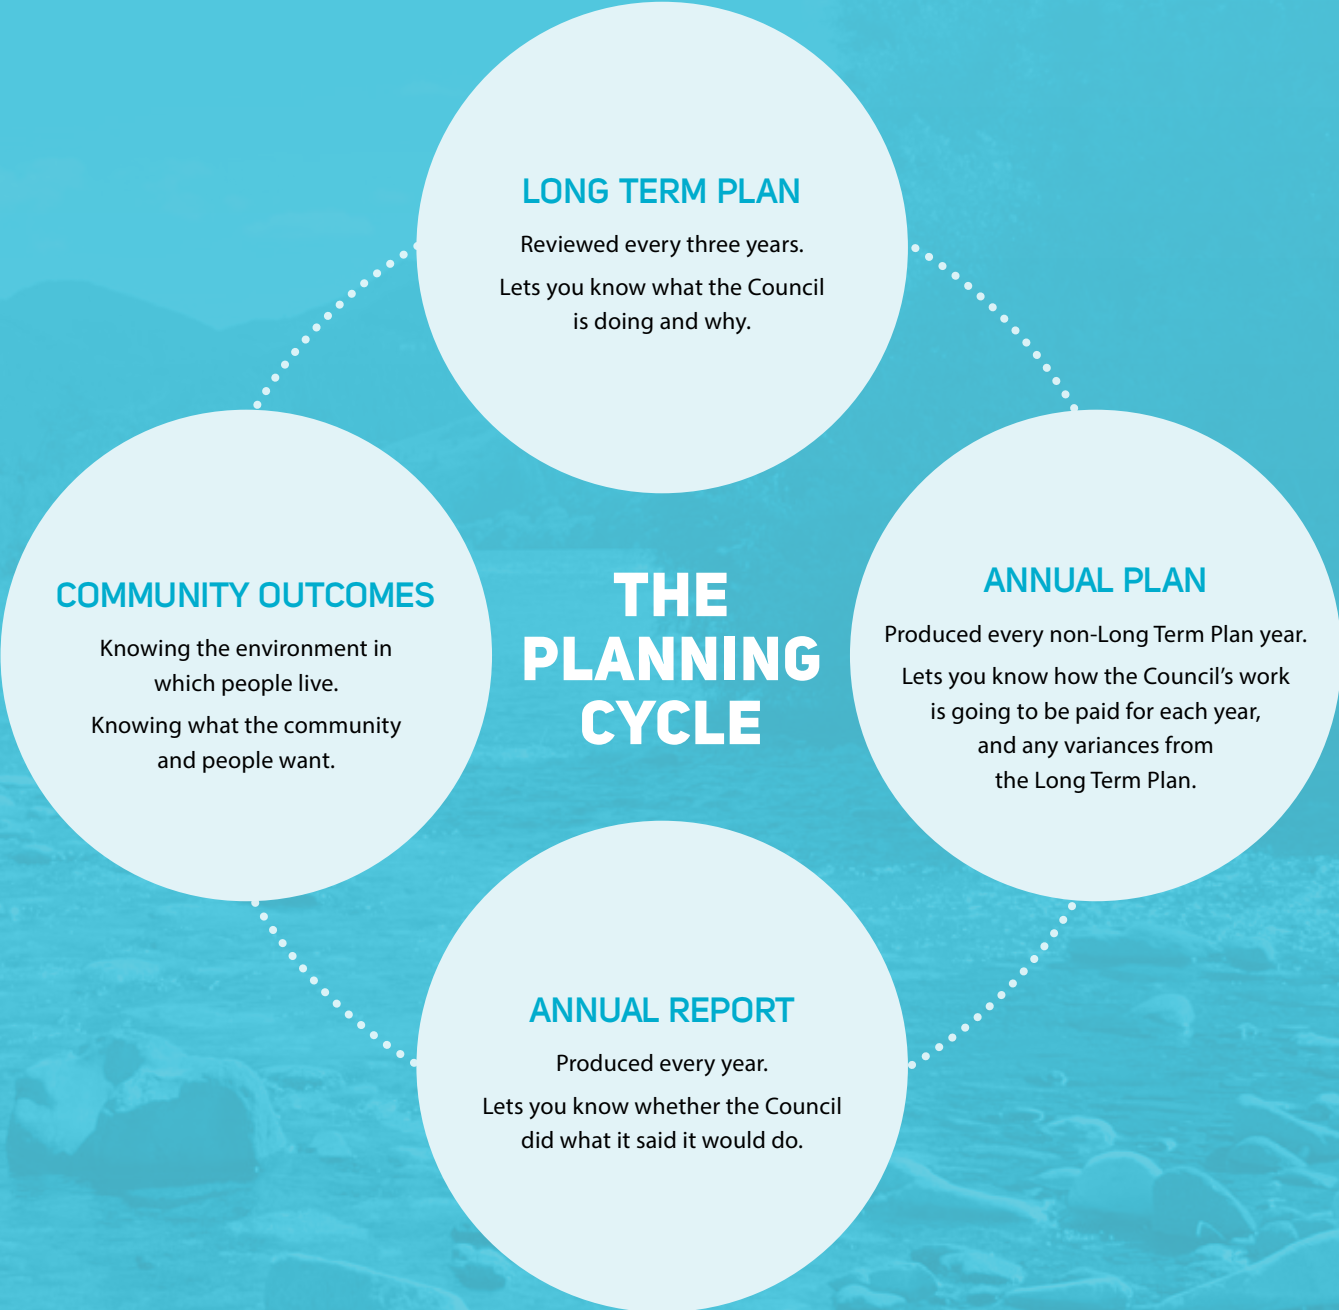 LONG TERM PLAN
Reviewed every three years.
Lets you know what the Council
is doing and why.
COMMUNITY OUTCOMES
Knowing the environment in
which people live.
Knowing what the community
and people want.
THE
PLANNING
CYCLE
ANNUAL PLAN
Produced every non-Long Term Plan year.
Lets you know how the Council’s work
is going to be paid for each year,
and any variances from
the Long Term Plan.
ANNUAL REPORT
Produced every year.
Lets you know whether the Council
did what it said it would do.